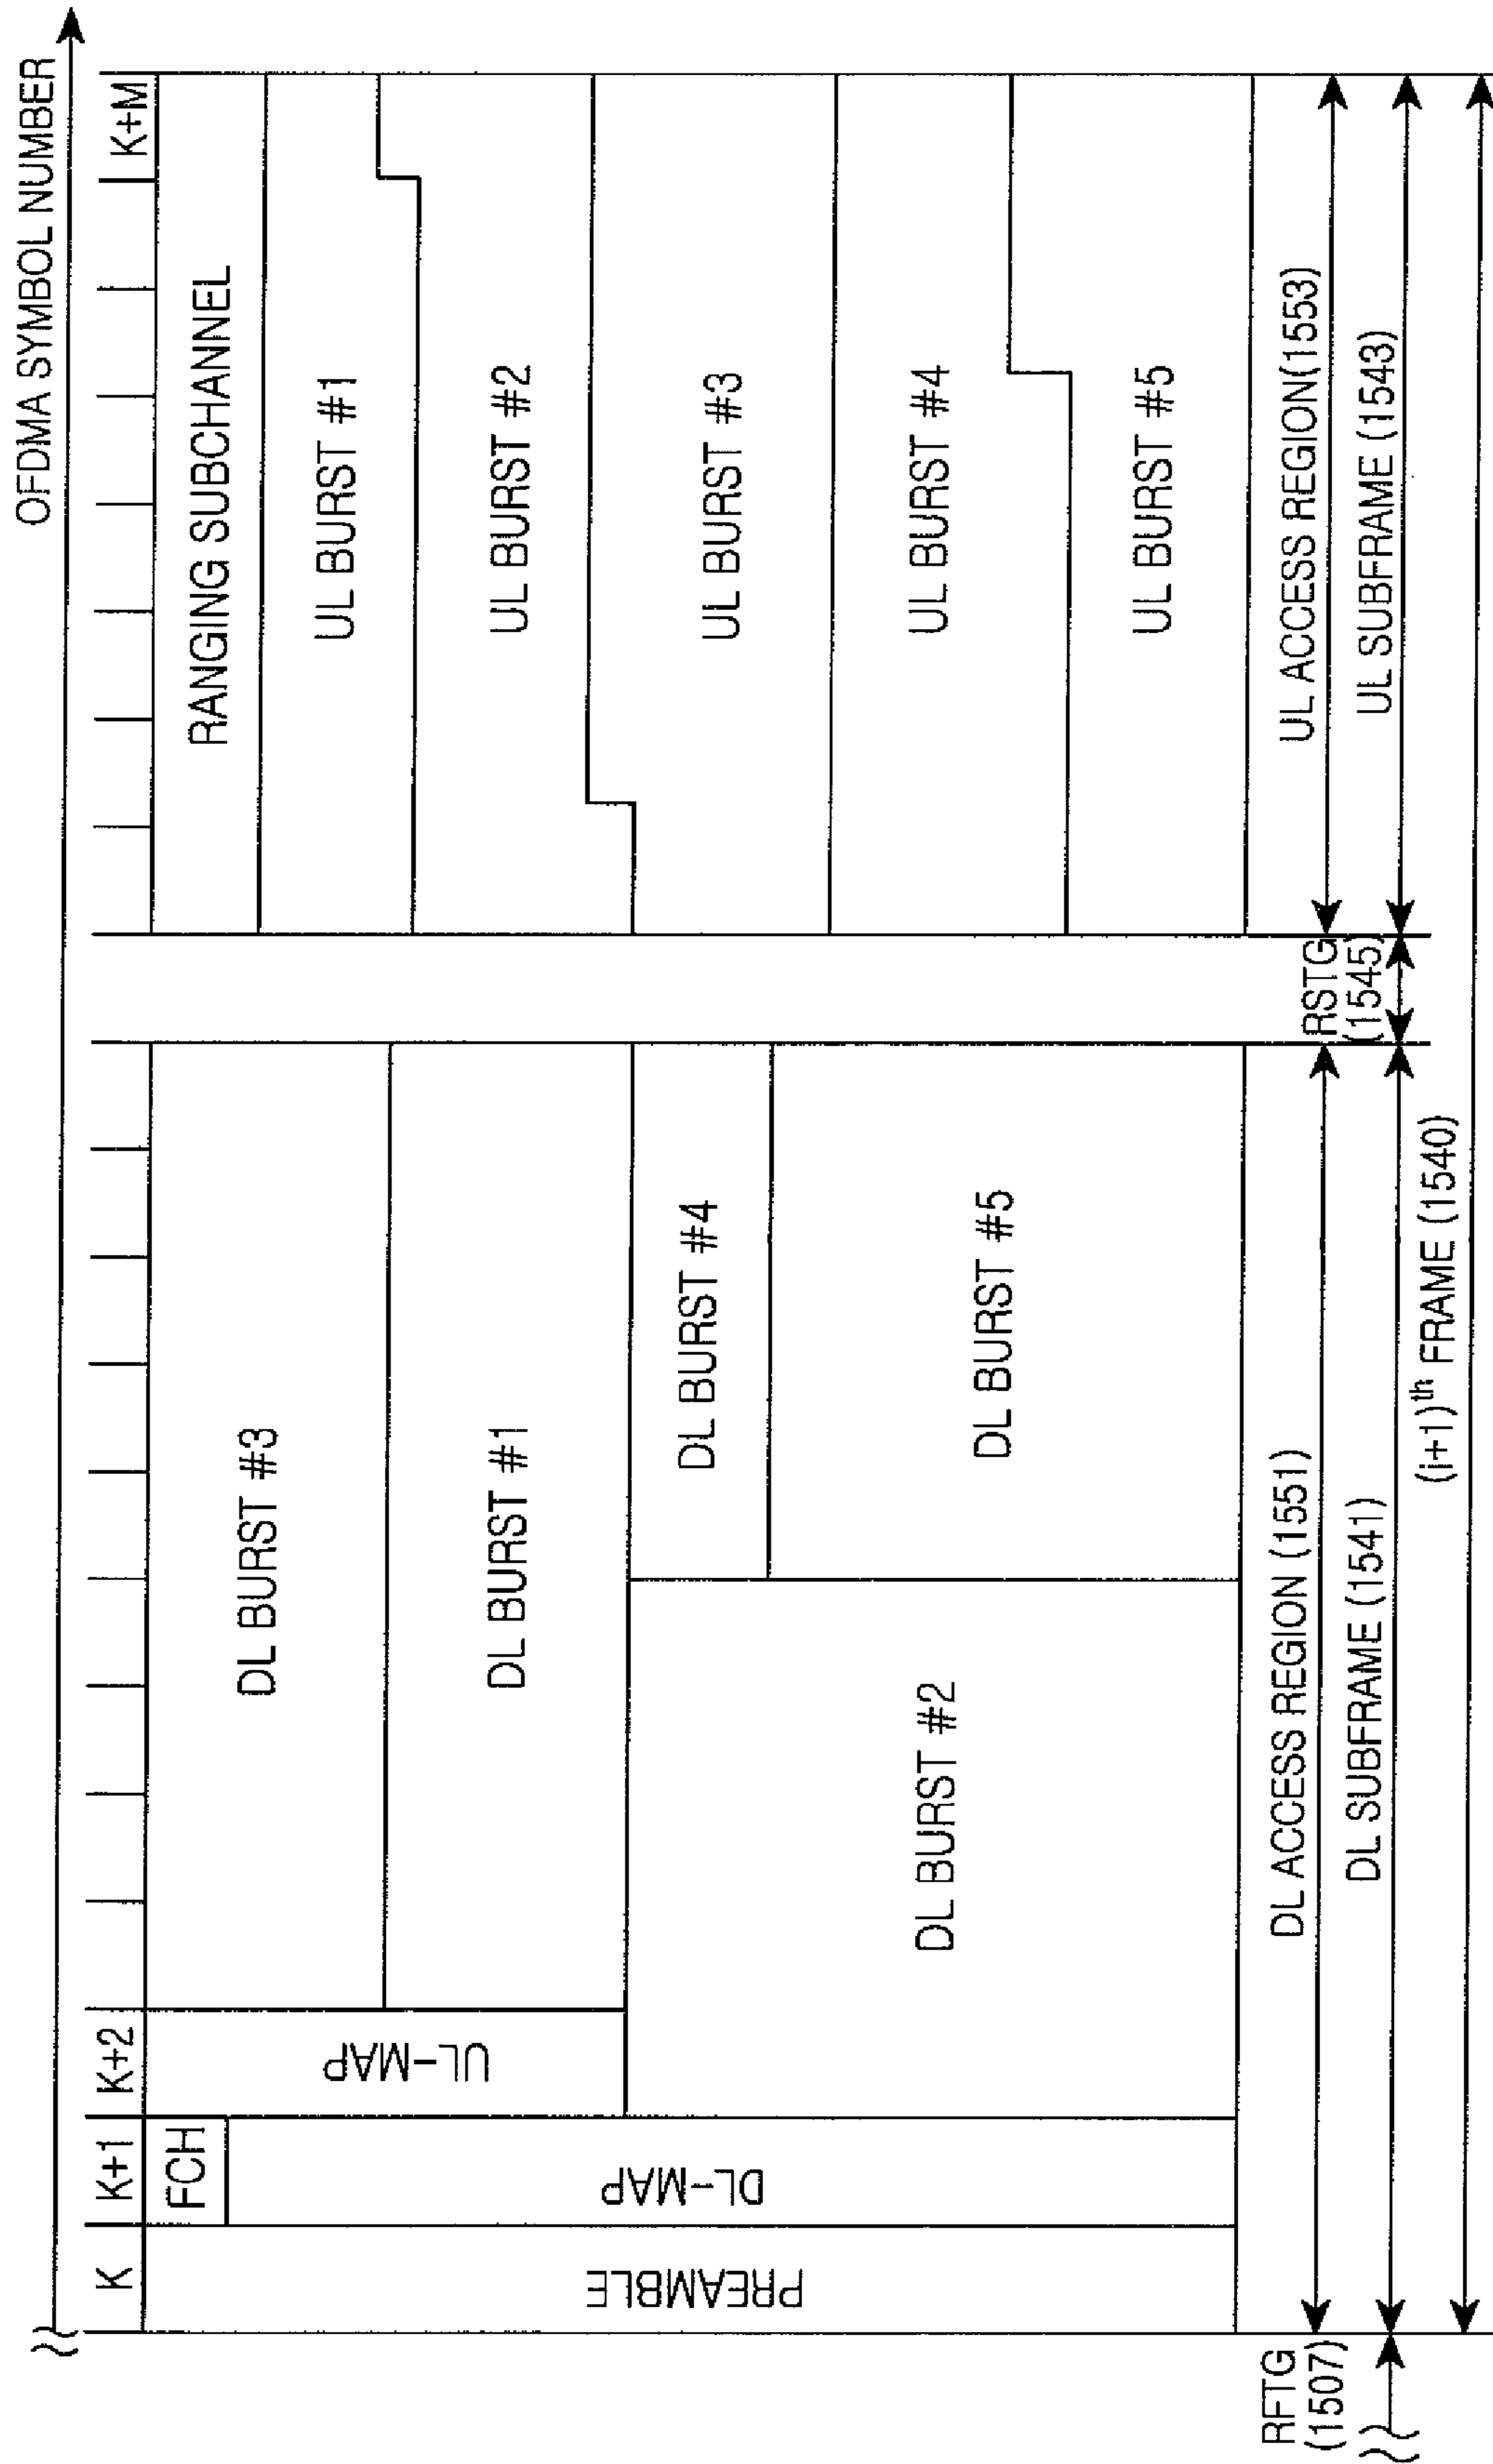 OFDMA SYMBOL NUMBER
K
K+1
K+2
K+M
PREAMBLE
FCH
DL-MAP
UL-MAP
DL BURST #3
DL BURST #1
DL BURST #2
DL BURST #4
DL BURST #5
RANGING SUBCHANNEL
UL BURST #1
UL BURST #2
UL BURST #3
UL BURST #4
UL BURST #5
RFTG
(1507)
DL ACCESS REGION (1551)
RSTG
(1545)
UL ACCESS REGION(1553)
DL SUBFRAME (1541)
UL SUBFRAME (1543)
(i+1)th FRAME (1540)